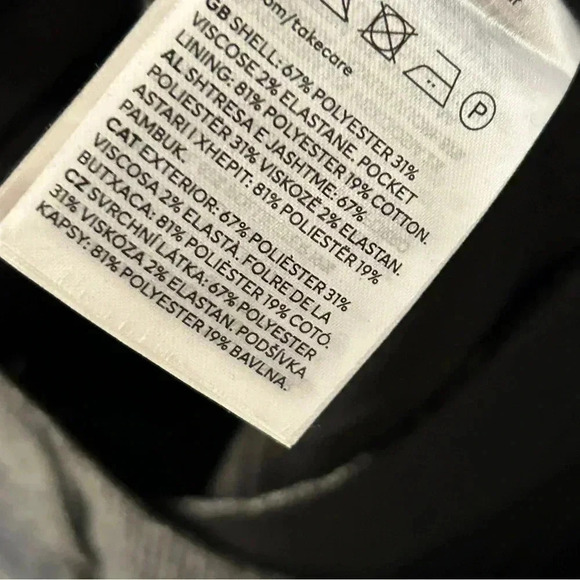 om/takecare
P
GB SHELL: 67% POLYESTER 31%
VISCOSE 2% ELASTANE. POCKET
LINING: 81% POLYESTER 19% COTTON.
AL SHTRESA E JASHTME: 67%
POLIESTËR 31% VISKOZË 2% ELASTAN.
ASTARI I XHEPIT: 81% POLIESTËR 19%
PAMBUK.
CAT EXTERIOR: 67% POLIÈSTER 31%
VISCOSA 2% ELASTÀ. FOLRE DE LA
BUTXACA: 81% POLIÈSTER 19% COTÓ.
CZ SVRCHNÍ LÁTKA: 67% POLYESTER
31% VISKÓZA 2% ELASTAN. PODŠÍVKA
KAPSY: 81% POLYESTER 19% BAVLNA.